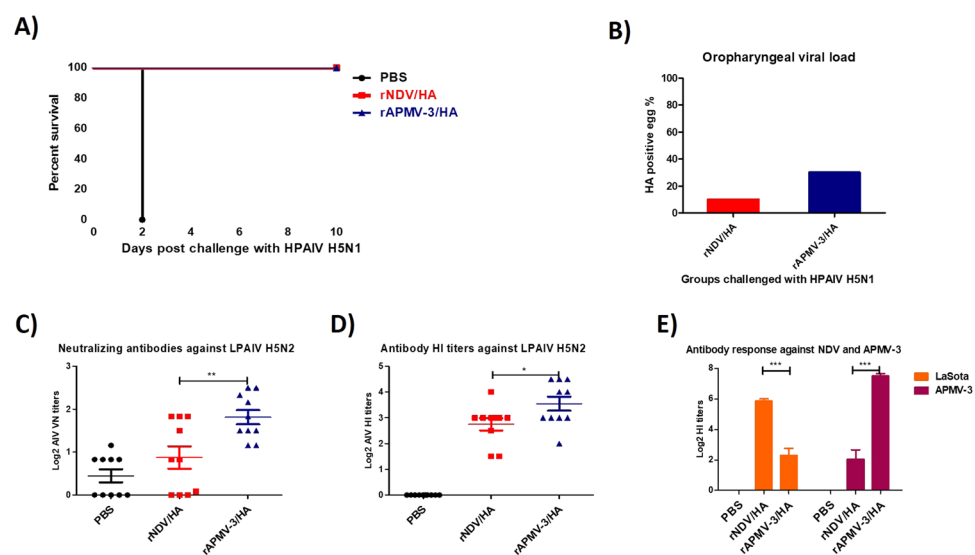 A)
100
80
60
40
20
0
Percent survival
0 2 4 6 8 10
Days post challenge with HPAIV H5N1
PBS
rNDV/HA
rAPMV-3/HA
B)
Oropharyngeal viral load
HA positive egg %
100
80
60
40
20
0
rNDV/HA
rAPMV-3/HA
Groups challenged with HPAIV H5N1
C)
Neutralizing antibodies against LPAIV H5N2
Log2 AIV VN titers
3
2
1
0
**
PBS
rNDV/HA
rAPMV-3/HA
D)
Antibody HI titers against LPAIV H5N2
Log2 AIV HI titers
5
4
3
2
1
0
*
PBS
rNDV/HA
rAPMV-3/HA
E)
Antibody response against NDV and APMV-3
Log2 HI titers
8
6
4
2
0
***
***
PBS
rNDV/HA
rAPMV-3/HA
PBS
rNDV/HA
rAPMV-3/HA
LaSota
APMV-3